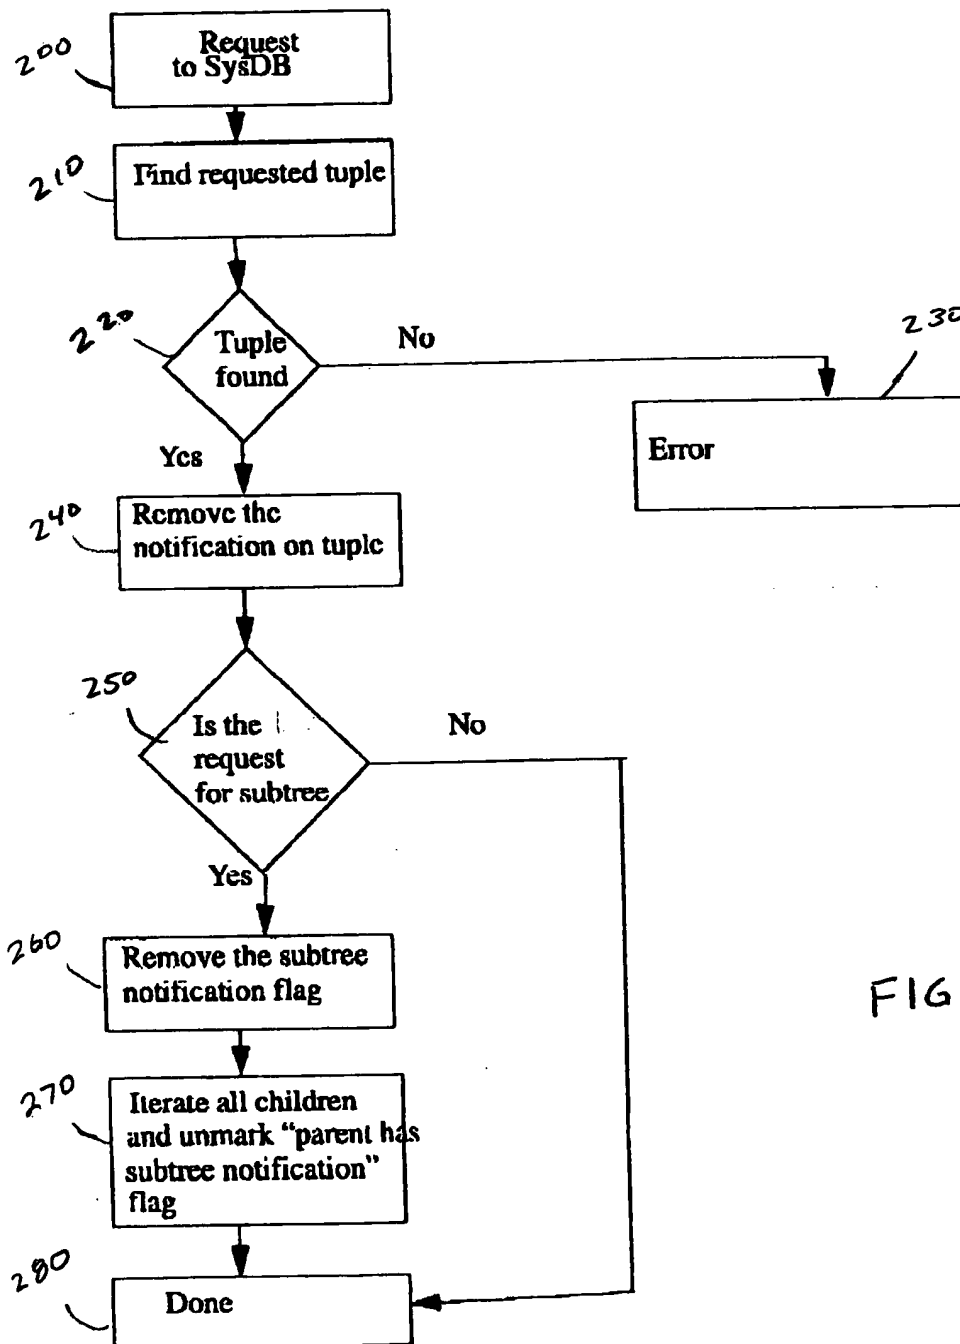 200
Request
to SysDB
210
Find requested tuple
220
Tuple
found
No
230
Error
Yes
240
Remove the
notification on tuple
250
Is the
request
for subtree
No
Yes
260
Remove the subtree
notification flag
FIG
270
Iterate all children
and unmark “parent has
subtree notification”
flag
280
Done